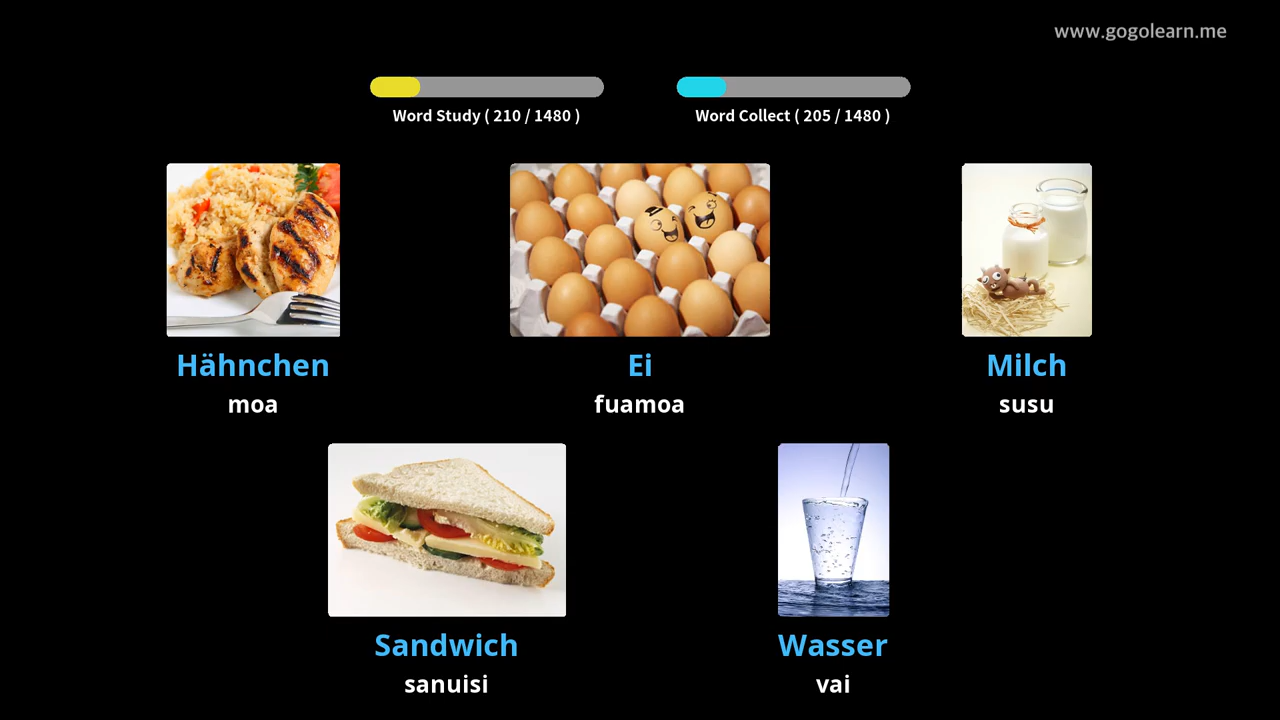 www.gogolearn.me
Word Study ( 210 / 1480 )
Word Collect ( 205 / 1480 )
Hähnchen
moa
Ei
fuamoa
Milch
susu
Sandwich
sanuisi
Wasser
vai